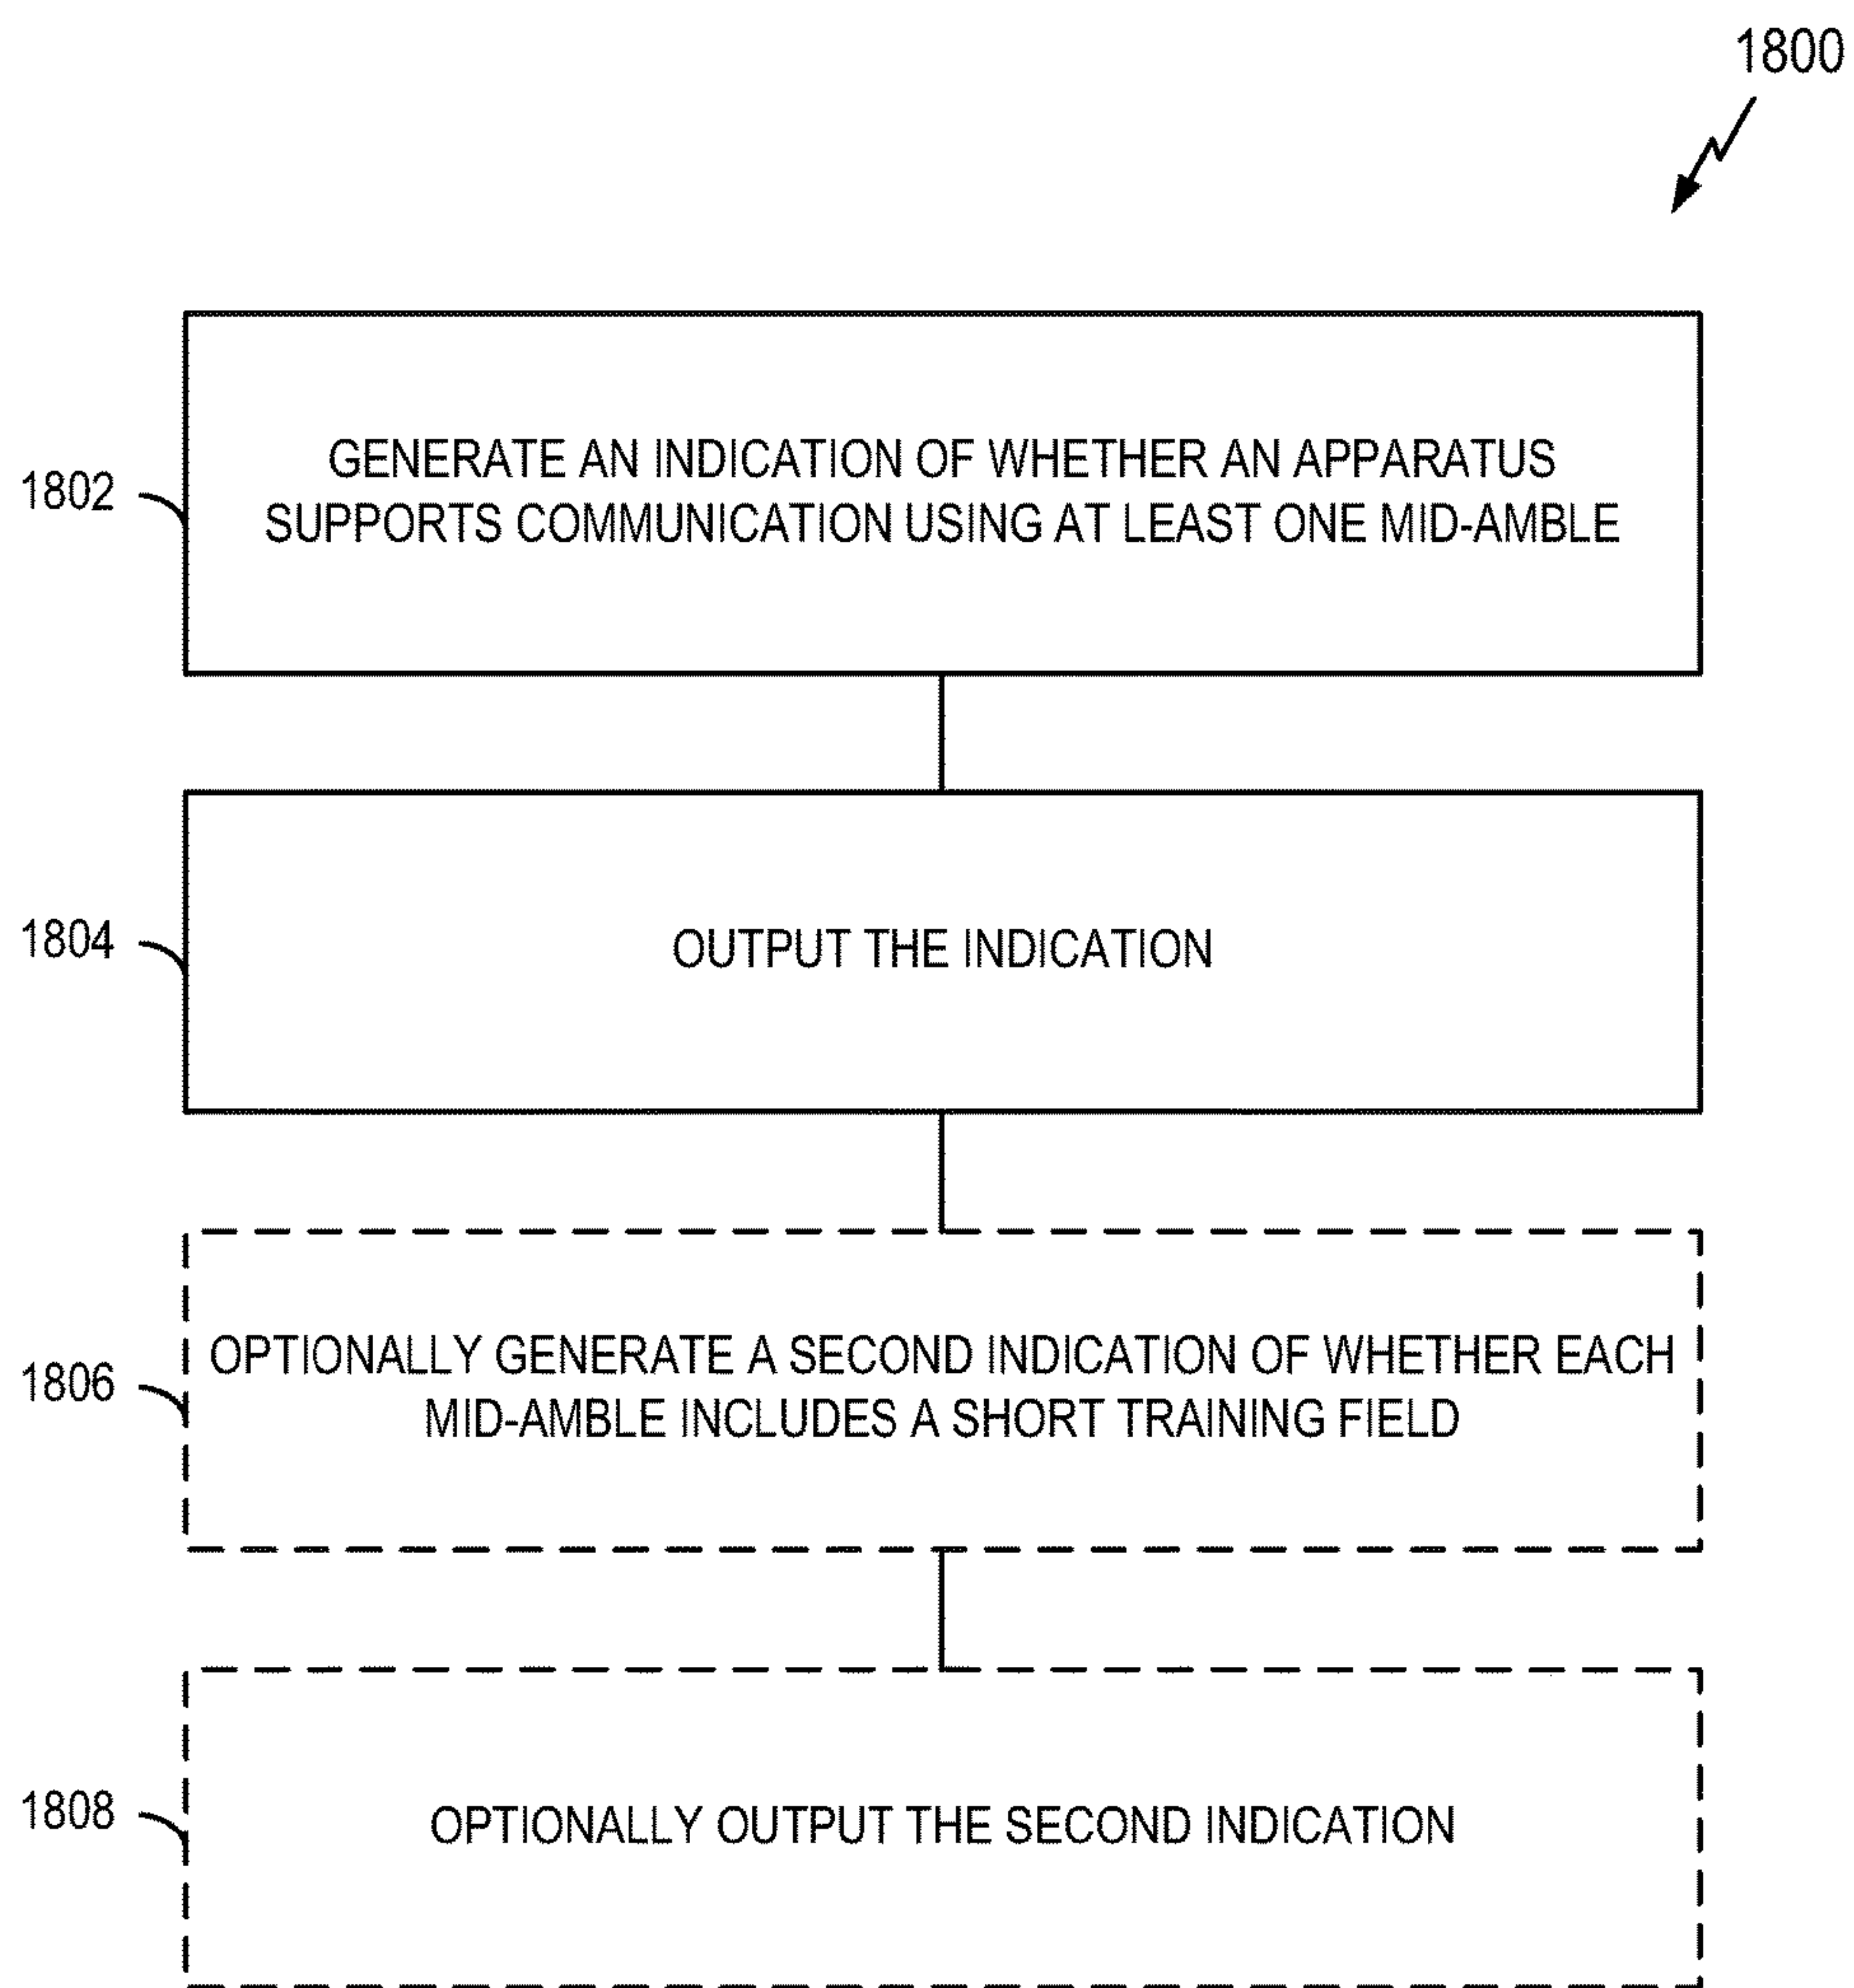 1800
1802
GENERATE AN INDICATION OF WHETHER AN APPARATUS
SUPPORTS COMMUNICATION USING AT LEAST ONE MID-AMBLE
1804
OUTPUT THE INDICATION
1806
OPTIONALLY GENERATE A SECOND INDICATION OF WHETHER EACH
MID-AMBLE INCLUDES A SHORT TRAINING FIELD
1808
OPTIONALLY OUTPUT THE SECOND INDICATION